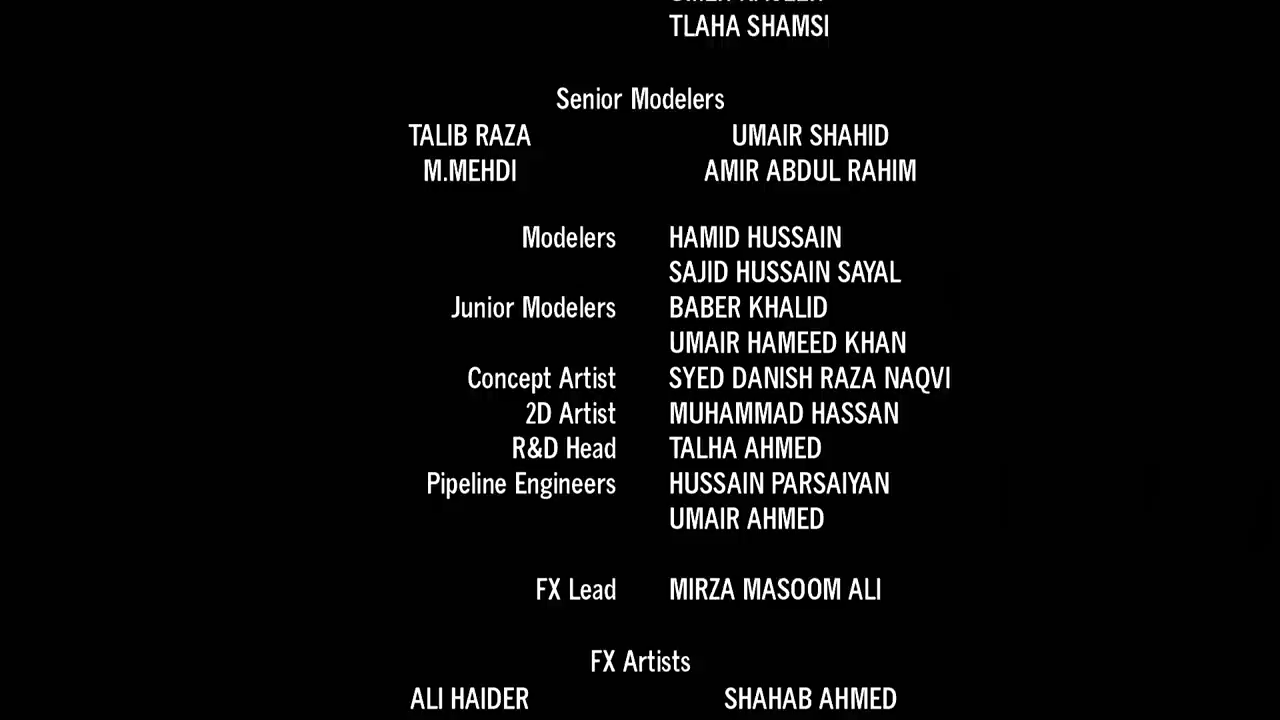 TLAHA SHAMSI
Senior Modelers
TALIB RAZA UMAIR SHAHID
M.MEHDI AMIR ABDUL RAHIM
Modelers HAMID HUSSAIN
SAJID HUSSAIN SAYAL
Junior Modelers BABER KHALID
UMAIR HAMEED KHAN
Concept Artist SYED DANISH RAZA NAQVI
2D Artist MUHAMMAD HASSAN
R&D Head TALHA AHMED
Pipeline Engineers HUSSAIN PARSAIYAN
UMAIR AHMED
FX Lead MIRZA MASOOM ALI
FX Artists
ALI HAIDER SHAHAB AHMED